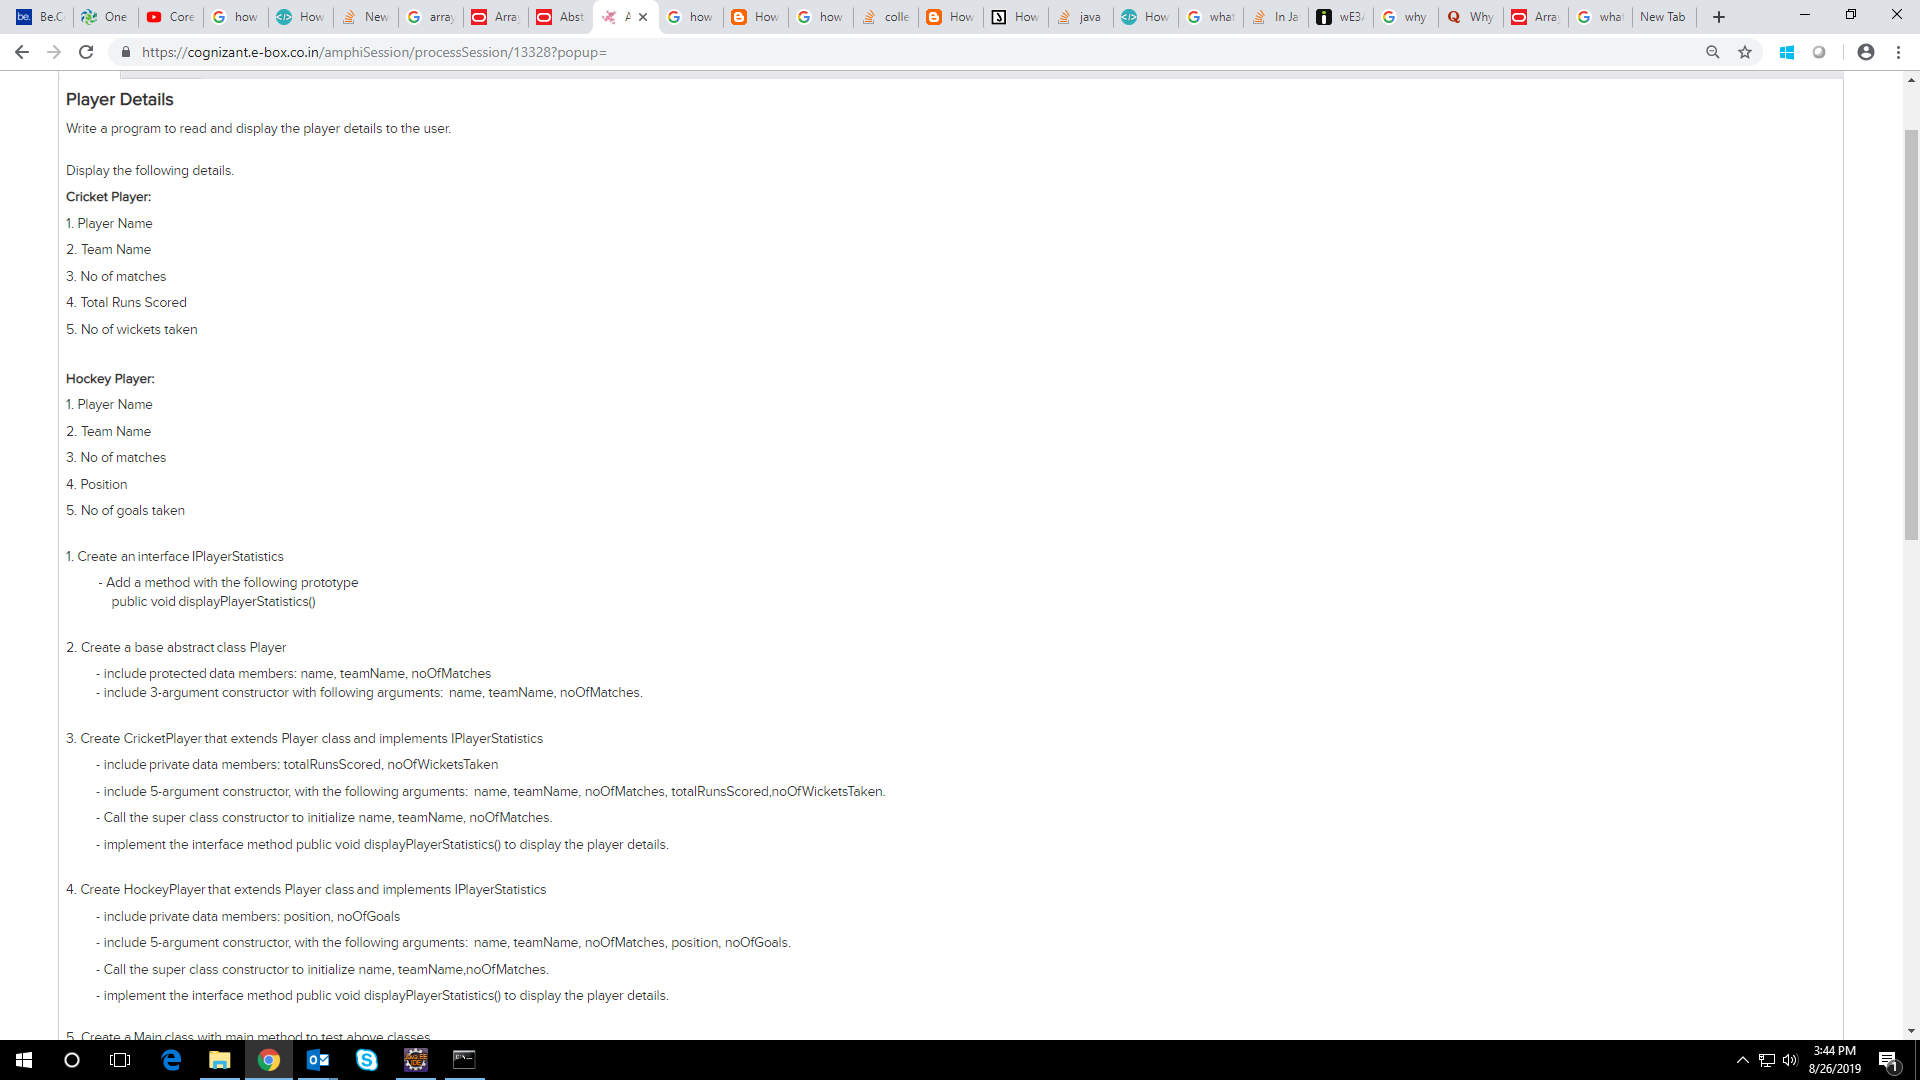 Be.C
One
Core
how
How
New
array
Array
Abst
A
how
How
how
colle
How
How
java
How
what
In Ja
wE3/
why
Why
Array
what
New Tab
https://cognizant.e-box.co.in/amphiSession/processSession/13328?popup=
Player Details
Write a program to read and display the player details to the user.
Display the following details.
Cricket Player:
1. Player Name
2. Team Name
3. No of matches
4. Total Runs Scored
5. No of wickets taken
Hockey Player:
1. Player Name
2. Team Name
3. No of matches
4. Position
5. No of goals taken
1. Create an interface IPlayerStatistics
- Add a method with the following prototype
public void displayPlayerStatistics()
2. Create a base abstract class Player
- include protected data members: name, teamName, noOfMatches
- include 3-argument constructor with following arguments: name, teamName, noOfMatches.
3. Create CricketPlayer that extends Player class and implements IPlayerStatistics
- include private data members: totalRunsScored, noOfWicketsTaken
- include 5-argument constructor, with the following arguments: name, teamName, noOfMatches, totalRunsScored,noOfWicketsTaken.
- Call the super class constructor to initialize name, teamName, noOfMatches.
- implement the interface method public void displayPlayerStatistics() to display the player details.
4. Create HockeyPlayer that extends Player class and implements IPlayerStatistics
- include private data members: position, noOfGoals
- include 5-argument constructor, with the following arguments: name, teamName, noOfMatches, position, noOfGoals.
- Call the super class constructor to initialize name, teamName,noOfMatches.
- implement the interface method public void displayPlayerStatistics() to display the player details.
5. Create a Main class with main method to test above classes
3:44 PM
8/26/2019
1